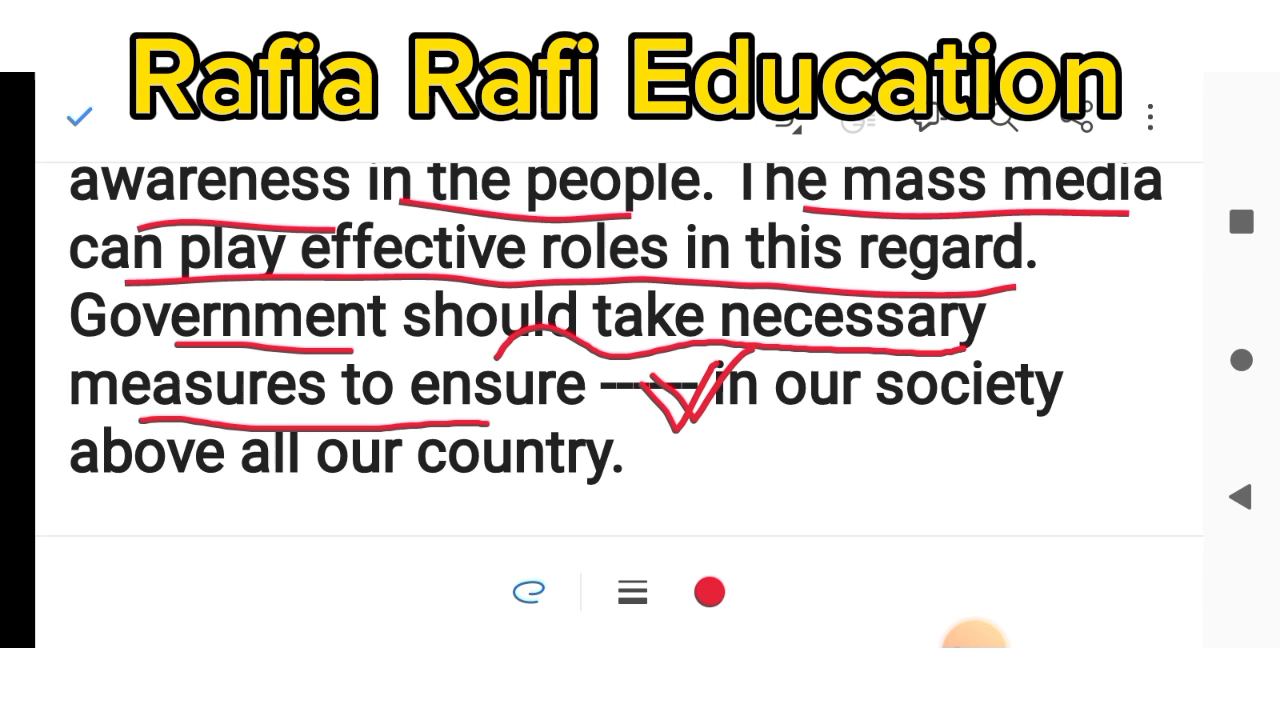 Rafia Rafi Education
awareness in the people. The mass media
can play effective roles in this regard.
Government should take necessary
measures to ensure ------ in our society
above all our country.